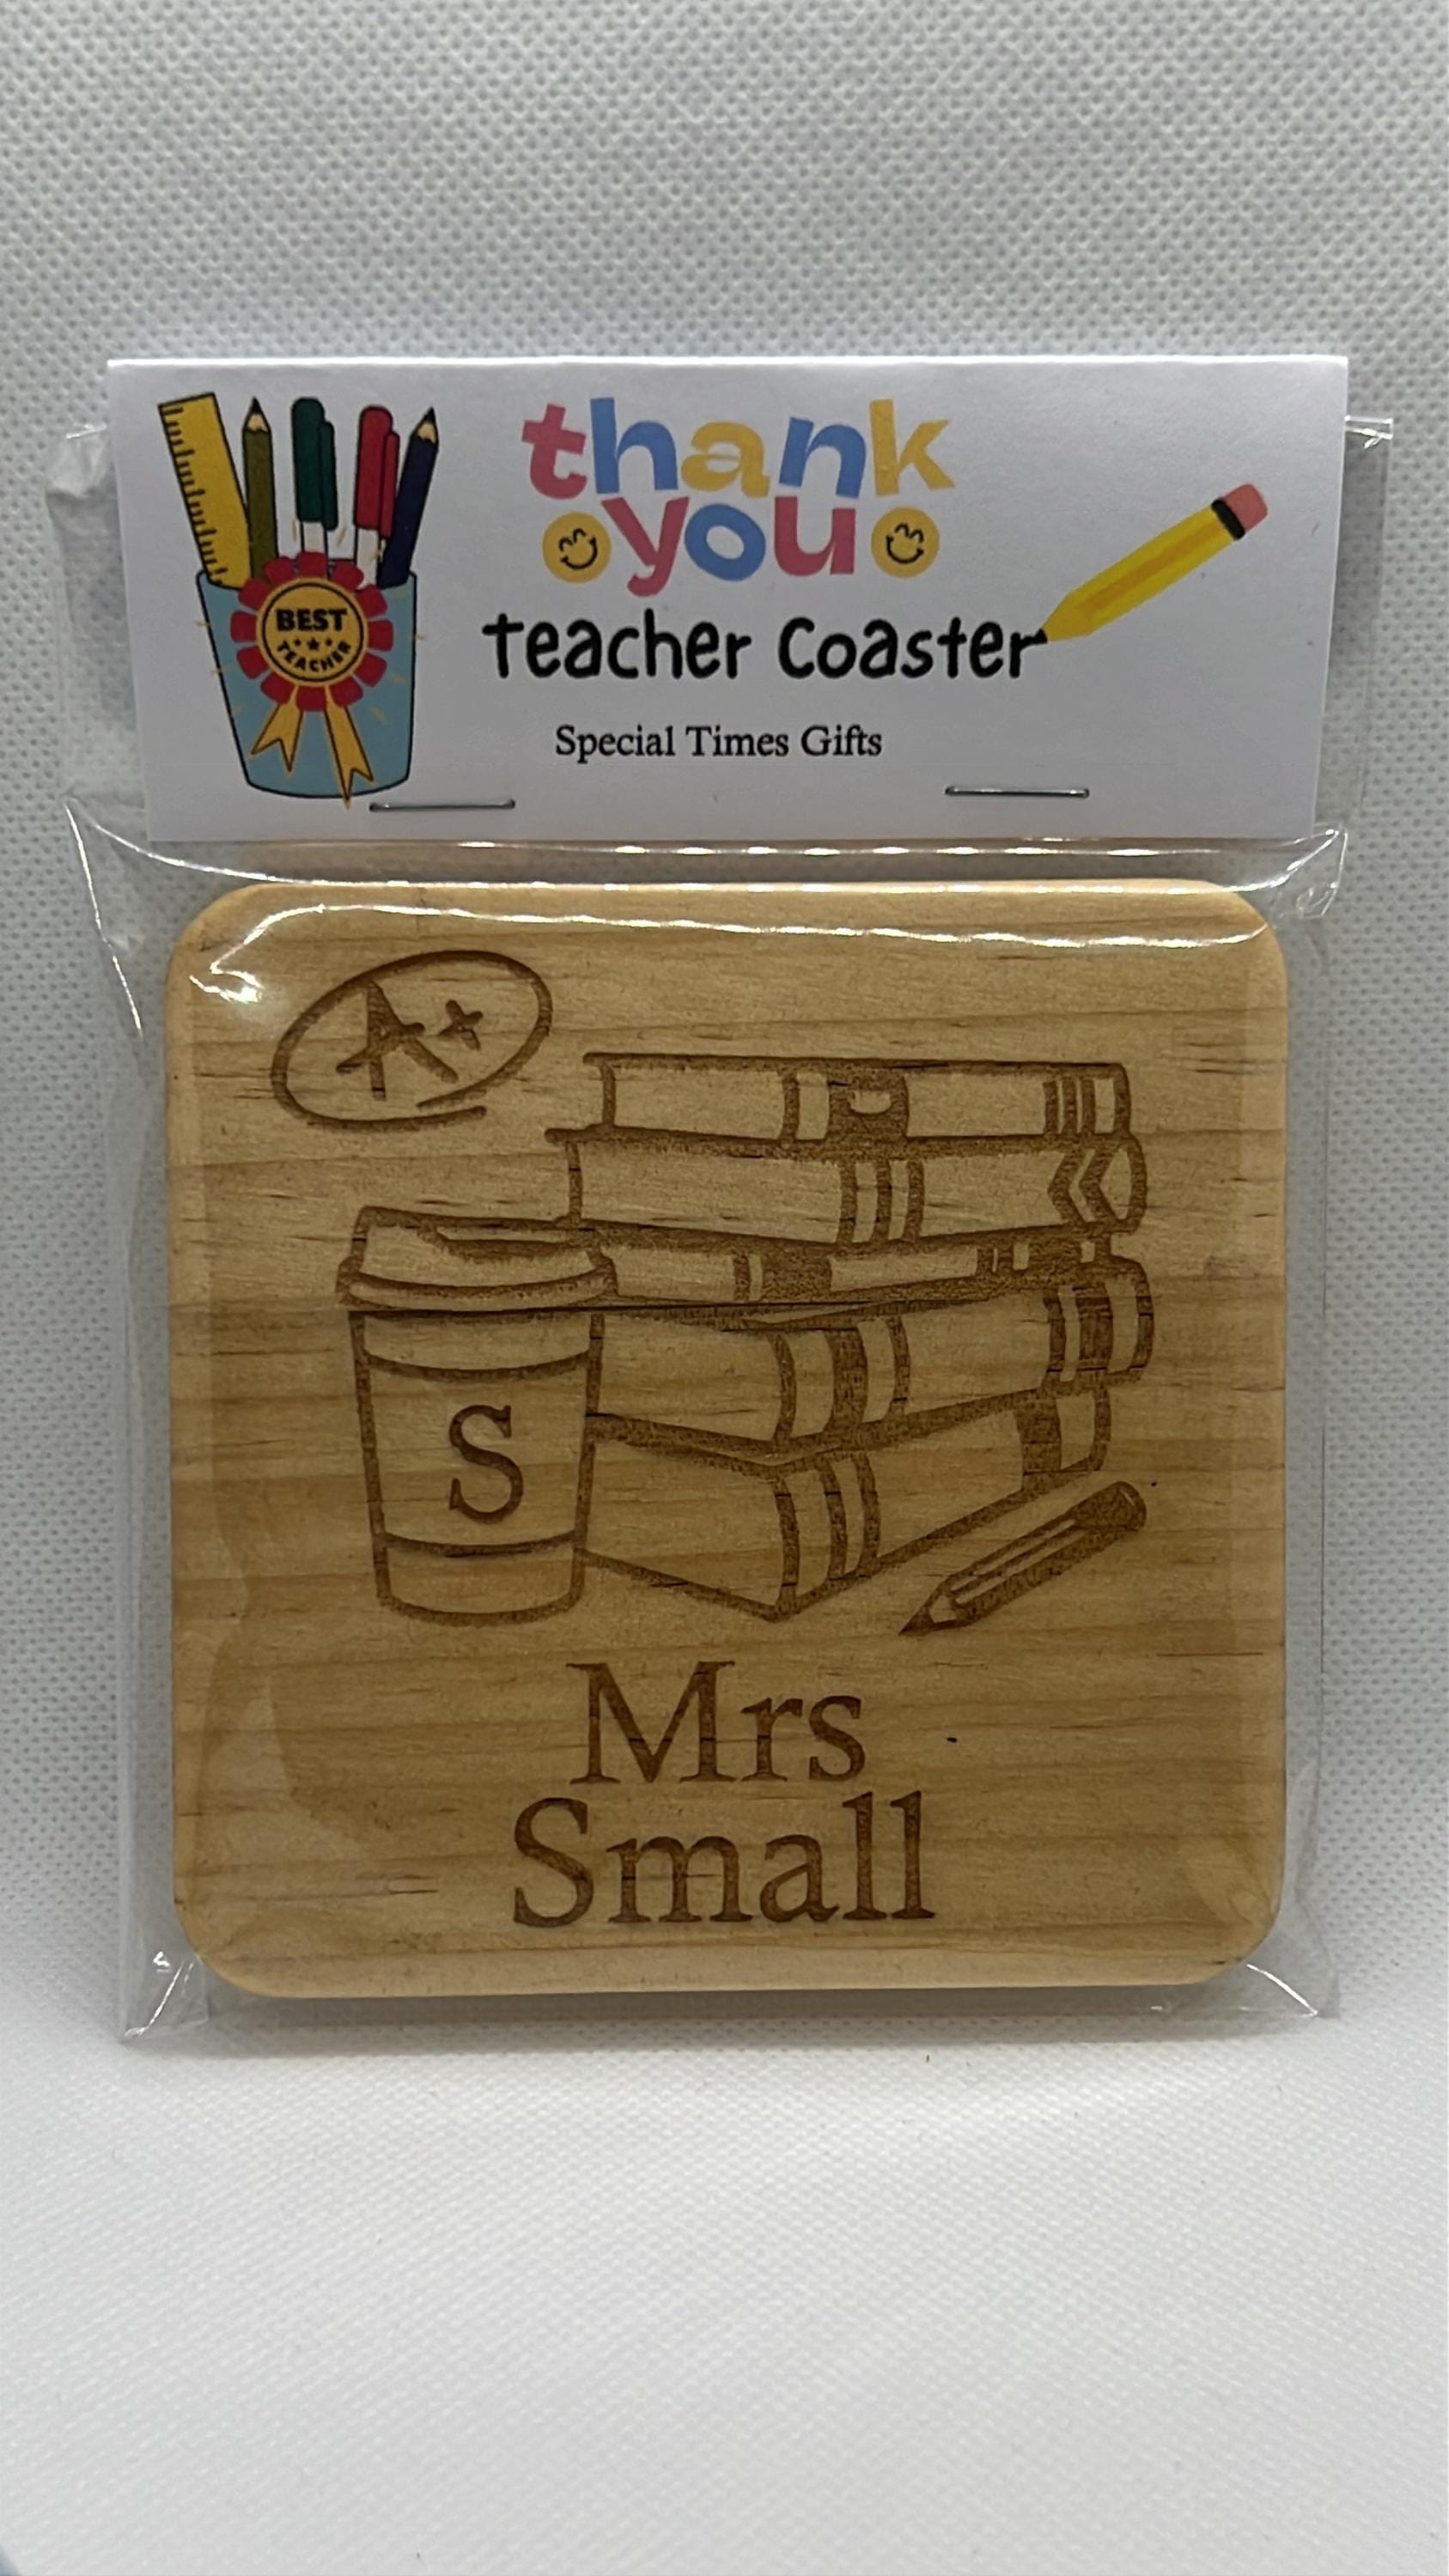 thank
you
Teacher Coaster
Special Times Gifts
BEST
TEACHER
A+
S
Mrs
Small